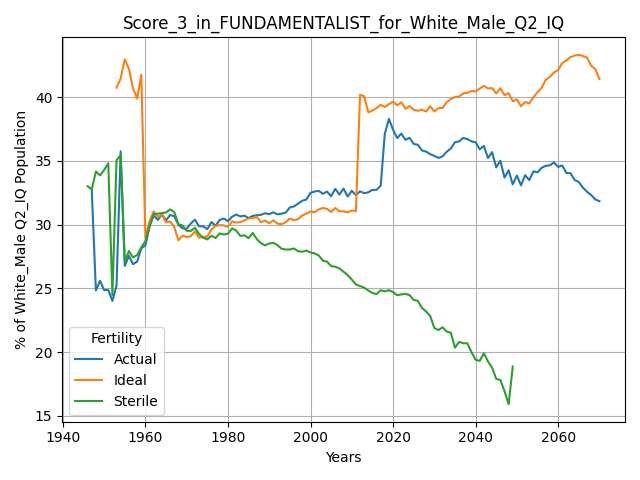 Score_3_in_FUNDAMENTALIST_for_White_Male_Q2_IQ
% of White_Male Q2_IQ Population
40
35
30
25
20
15
Fertility
Actual
Ideal
Sterile
1940 1960 1980 2000 2020 2040 2060
Years